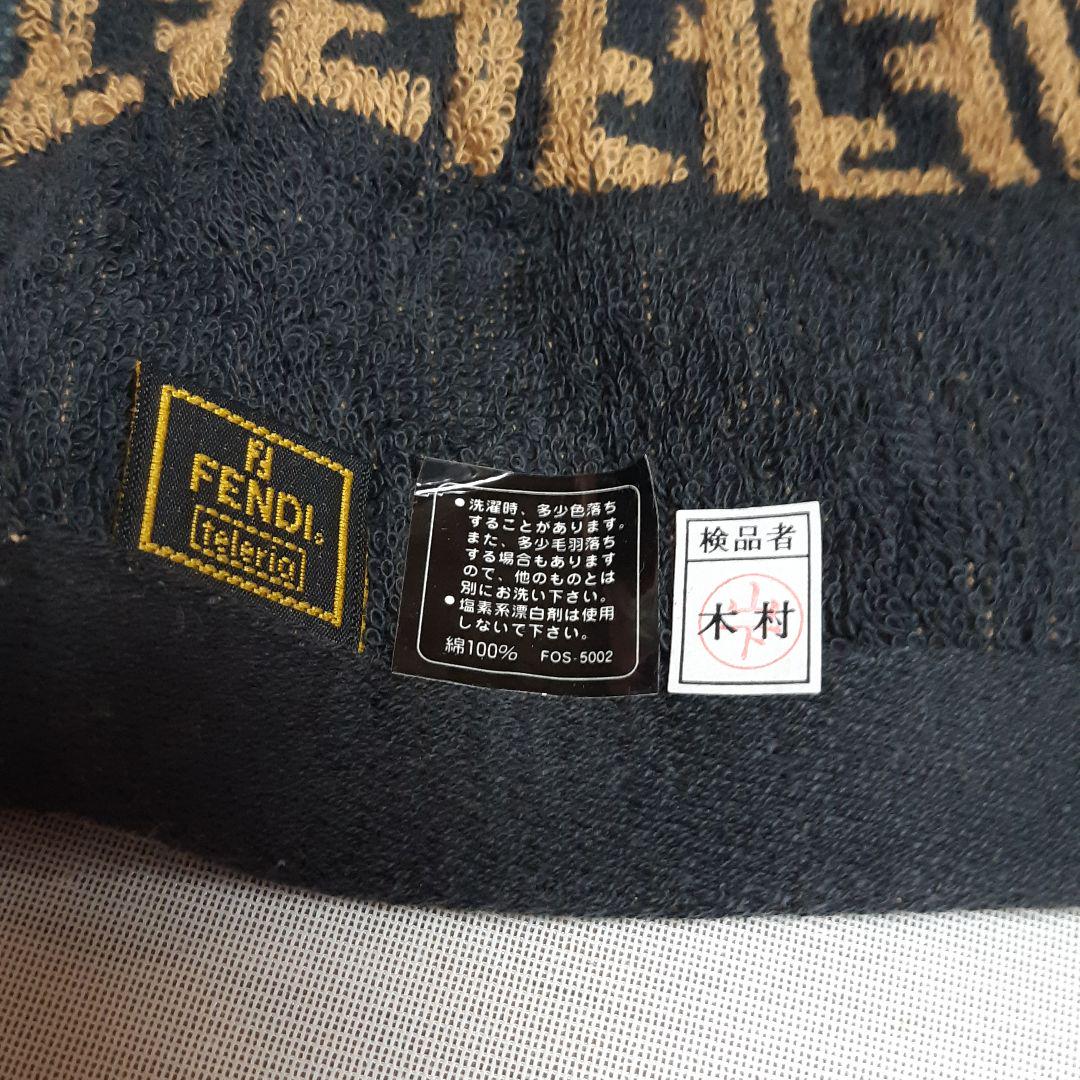 FENDI
teleria
●洗濯時、多少色落ち
することがあります。
また、多少毛羽落ち
する場合もあります
ので、他のものとは
別にお洗い下さい。
●塩素系漂白剤は使用
しないで下さい。
綿100% FOS-5002
検品者
木村
山下